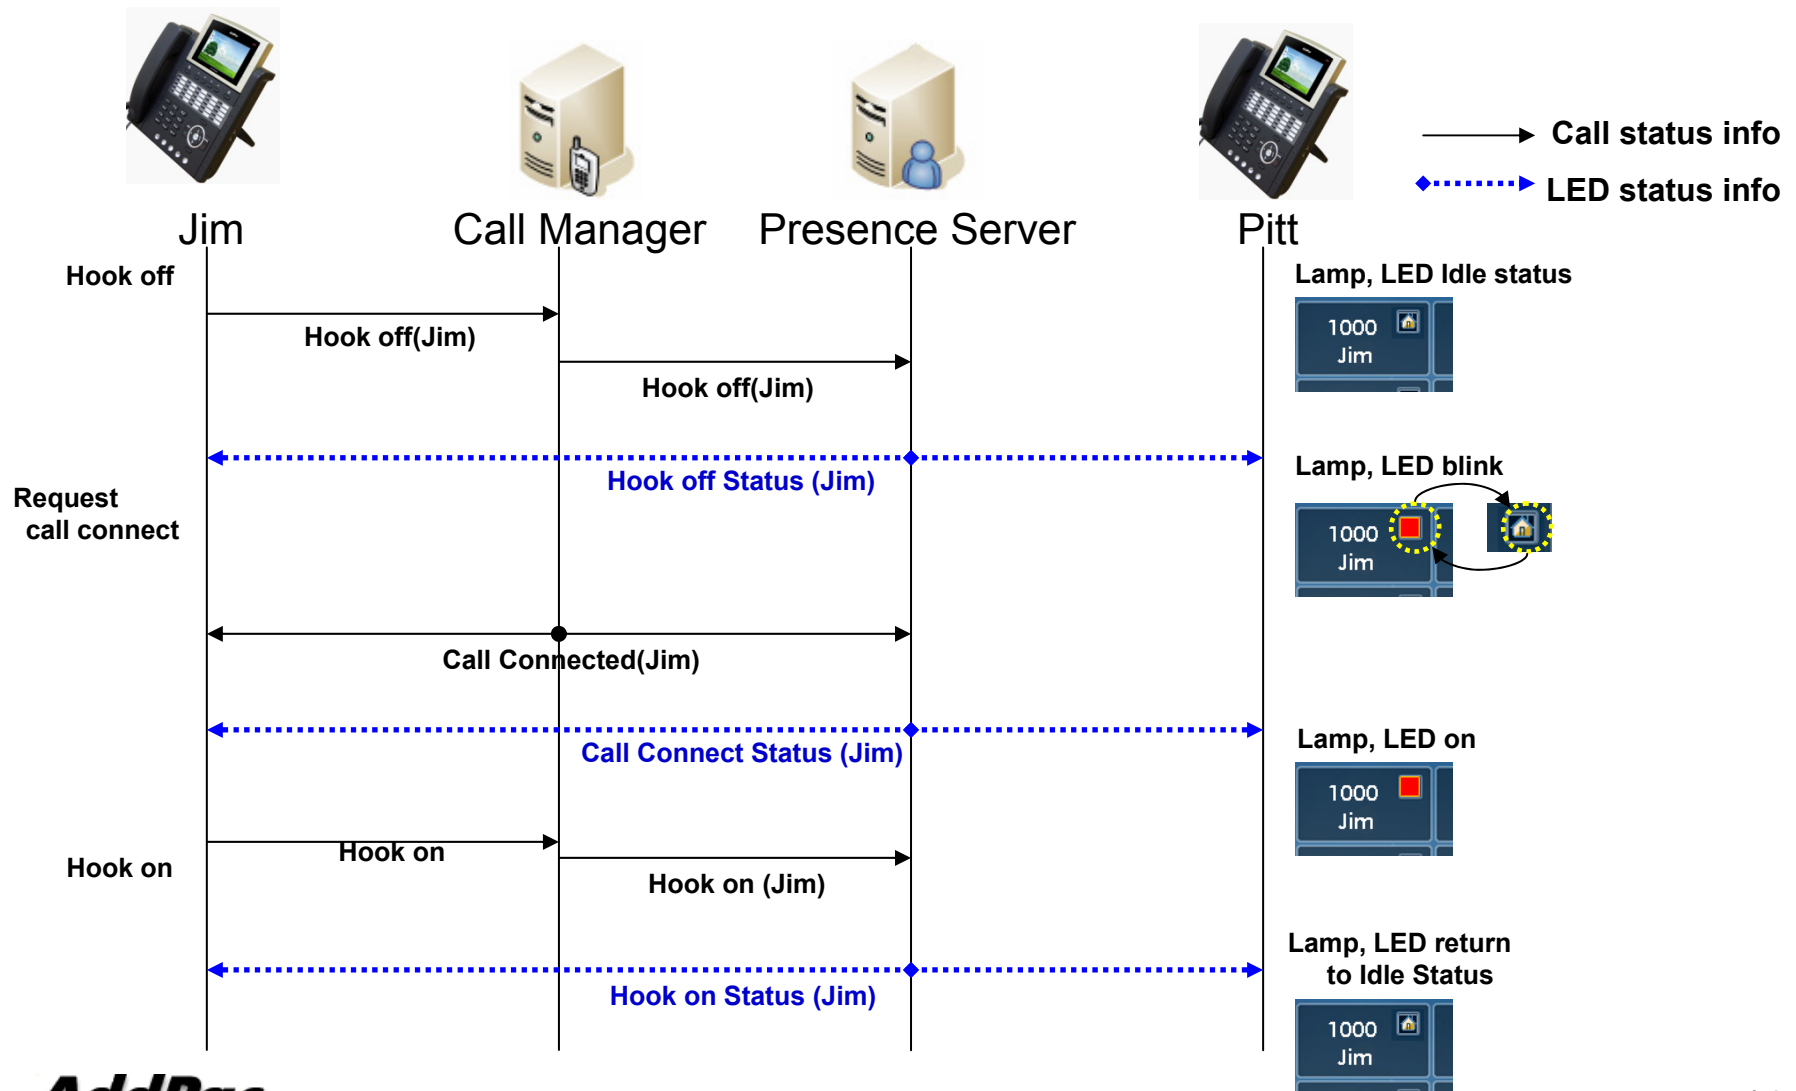 Call status info
LED status info
Jim
Call Manager
Presence Server
Pitt
Hook off
Lamp, LED Idle status
Hook off(Jim)
1000
Jim
Hook off(Jim)
Lamp, LED blink
Hook off Status (Jim)
Request
call connect
1000
Jim
Call Connected(Jim)
Call Connect Status (Jim)
Lamp, LED on
1000
Jim
Hook on
Hook on
Hook on (Jim)
Lamp, LED return
to Idle Status
Hook on Status (Jim)
1000
Jim
AddPac